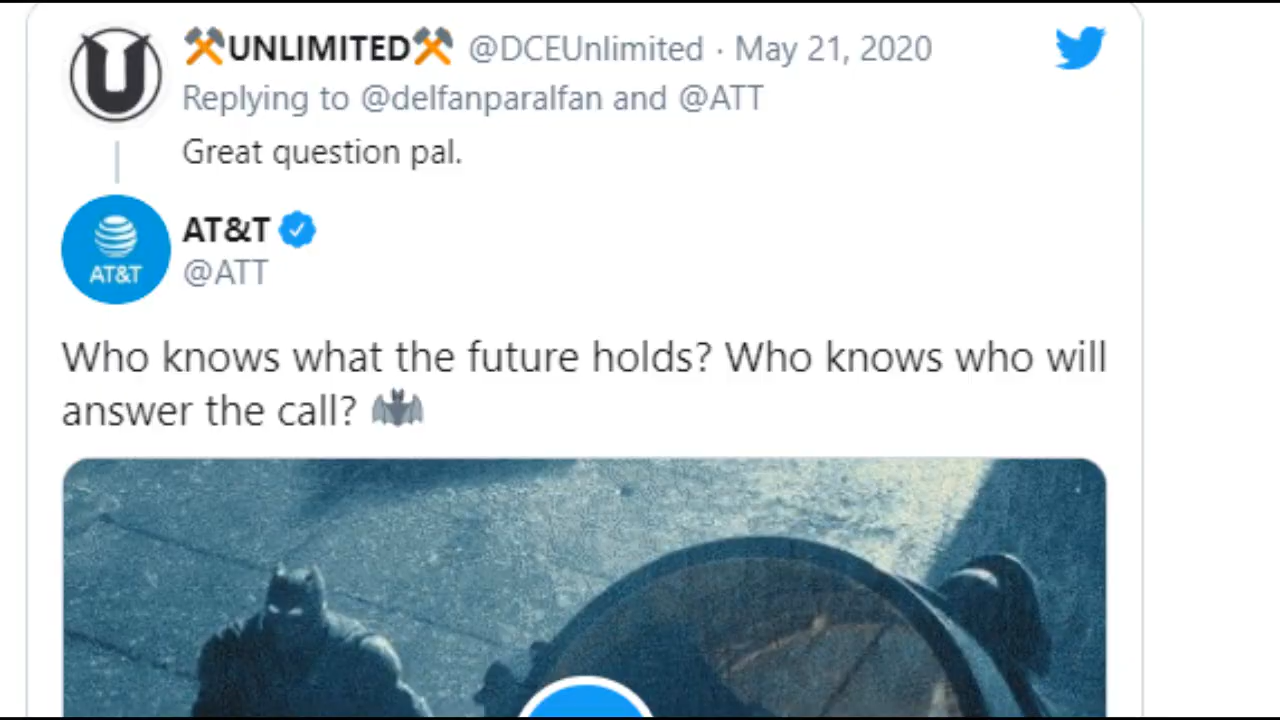 ⚒UNLIMITED⚒ @DCEUnlimited · May 21, 2020
Replying to @delfanparalfan and @ATT
Great question pal.
AT&T
AT&T
@ATT
Who knows what the future holds? Who knows who will
answer the call? 🦇